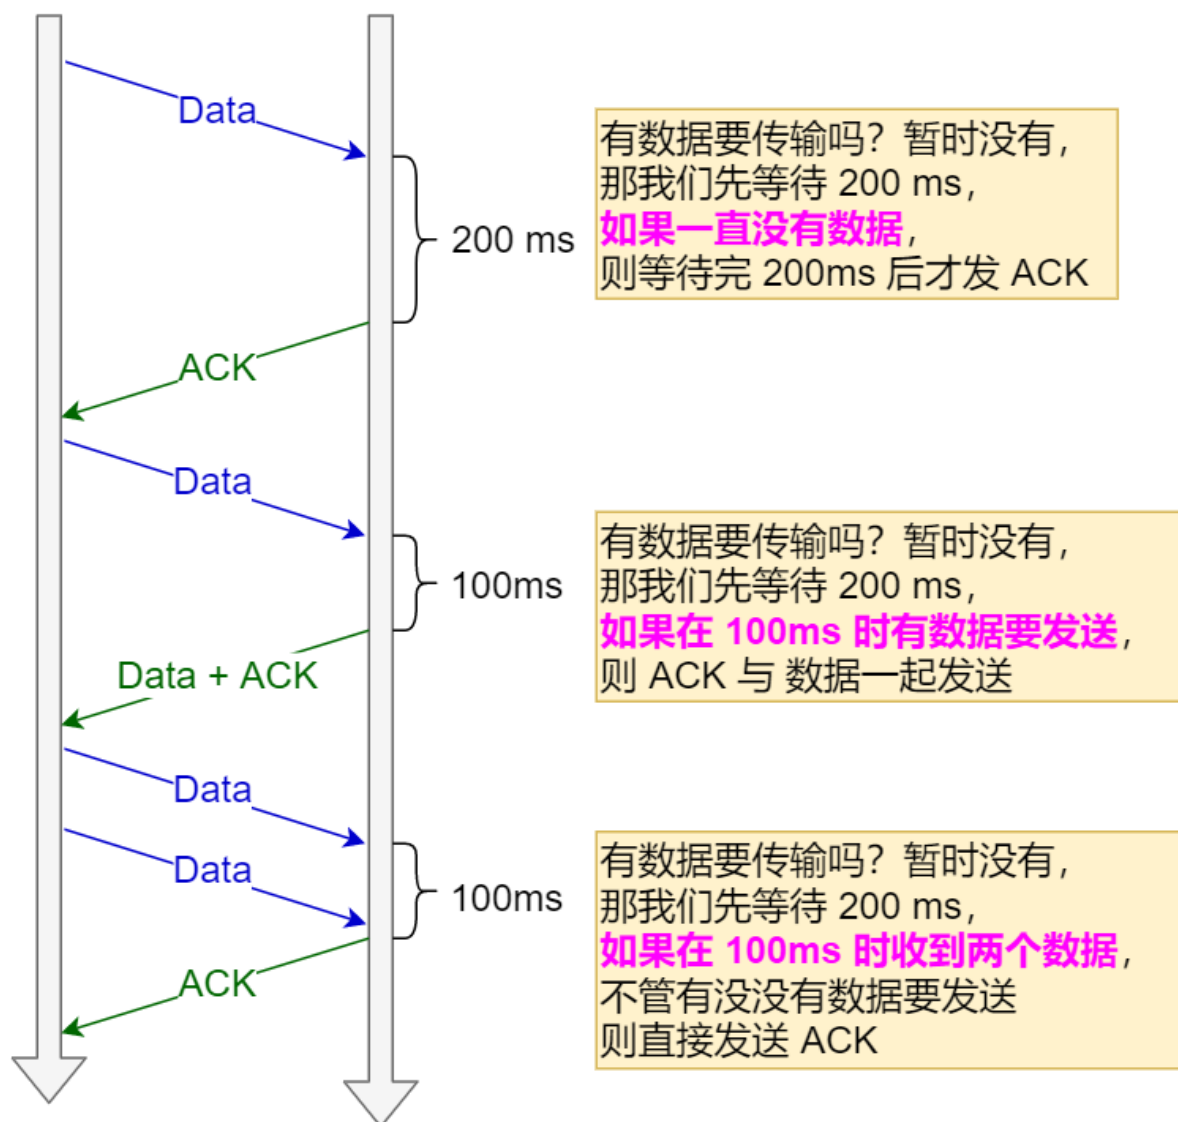 Data
有数据要传输吗？暂时没有，
那我们先等待 200 ms，
如果一直没有数据，
则等待完 200ms 后才发 ACK
200 ms
ACK
Data
有数据要传输吗？暂时没有，
那我们先等待 200 ms，
如果在 100ms 时有数据要发送，
则 ACK 与 数据一起发送
100ms
Data + ACK
Data
Data
有数据要传输吗？暂时没有，
那我们先等待 200 ms，
如果在 100ms 时收到两个数据，
不管有没没有数据要发送
则直接发送 ACK
100ms
ACK